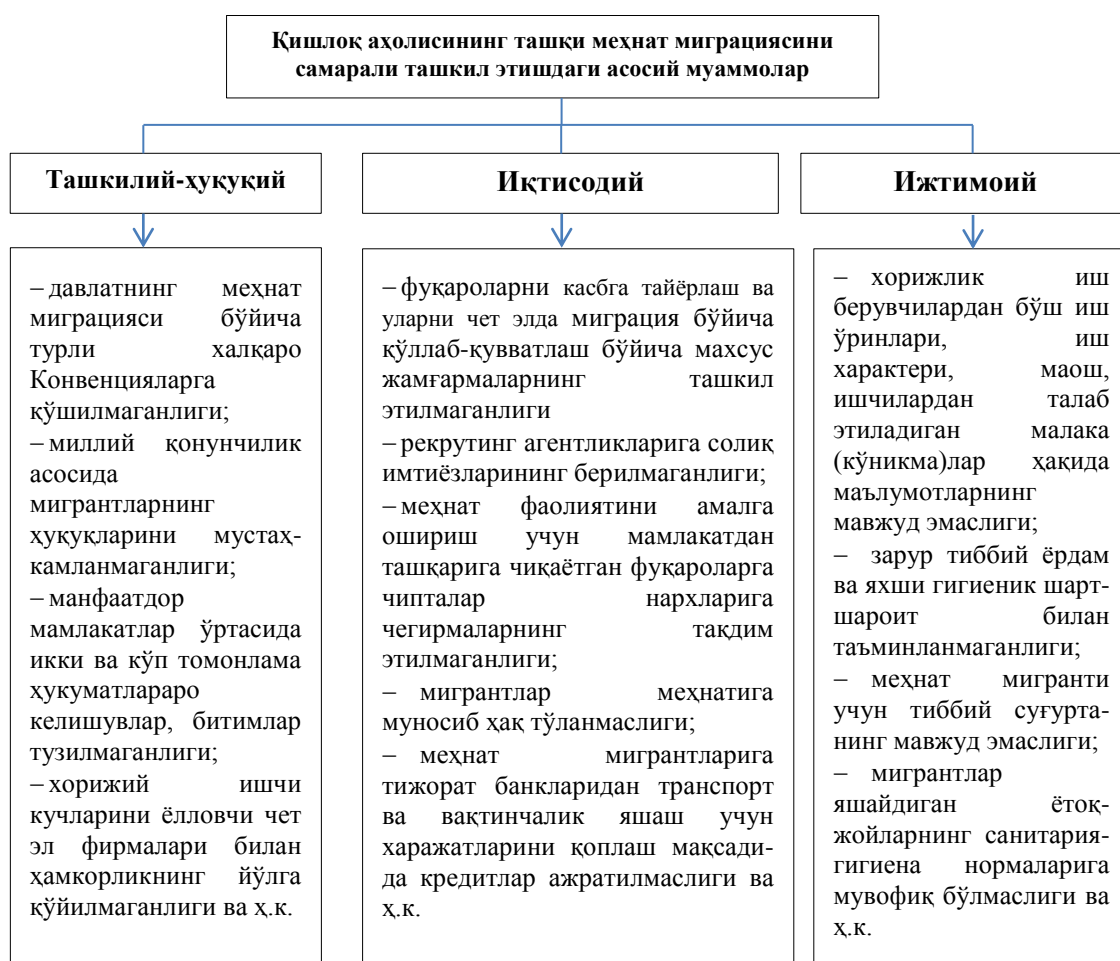 Қишлоқ аҳолисининг ташқи меҳнат миграциясини
самарали ташкил этишдаги асосий муаммолар
Ташкилий-ҳуқуқий
Иқтисодий
Ижтимоий
– давлатнинг меҳнат
миграцияси бўйича
турли халқаро
Конвенцияларга
қўшилмаганлиги;
– миллий қонунчилик
асосида
мигрантларнинг
ҳуқуқларини мустаҳ-
камланмаганлиги;
– манфаатдор
мамлакатлар ўртасида
икки ва кўп томонлама
ҳукуматлараро
келишувлар, битимлар
тузилмаганлиги;
– хорижий ишчи
кучларини ёлловчи чет
эл фирмалари билан
ҳамкорликнинг йўлга
қўйилмаганлиги ва ҳ.к.
– фуқароларни касбга тайёрлаш ва
уларни чет элда миграция бўйича
қўллаб-қувватлаш бўйича махсус
жамғармаларнинг ташкил
этилмаганлиги
– рекрутинг агентликларига солиқ
имтиёзларининг берилмаганлиги;
– меҳнат фаолиятини амалга
ошириш учун мамлакатдан
ташқарига чиқаётган фуқароларга
чипталар нархларига
чегирмаларнинг тақдим
этилмаганлиги;
– мигрантлар меҳнатига
муносиб ҳақ тўланмаслиги;
– меҳнат мигрантларига
тижорат банкларидан транспорт
ва вақтинчалик яшаш учун
харажатларини қоплаш мақсади-
да кредитлар ажратилмаслиги ва
ҳ.к.
– хорижлик иш
берувчилардан бўш иш
ўринлари, иш
характери, маош,
ишчилардан талаб
этиладиган малака
(кўникма)лар ҳақида
маълумотларнинг
мавжуд эмаслиги;
– зарур тиббий ёрдам
ва яхши гигиеник шарт-
шароит билан
таъминланмаганлиги;
– меҳнат мигранти
учун тиббий суғурта-
нинг мавжуд эмаслиги;
– мигрантлар
яшайдиган ётоқ-
жойларнинг санитария-
гигиена нормаларига
мувофиқ бўлмаслиги ва
ҳ.к.